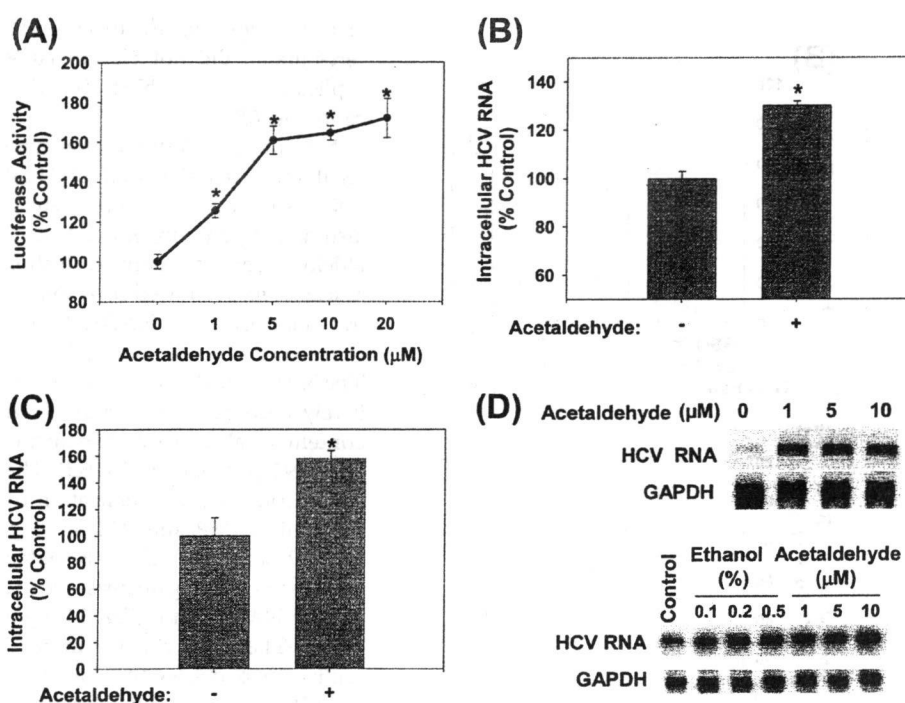 (A)
200
180
160
140
120
100
80
Luciferase Activity
(% Control)
*
*
*
*
0 1 5 10 20
Acetaldehyde Concentration (µM)
(B)
140
120
100
80
60
Intracellular HCV RNA
(% Control)
*
Acetaldehyde: - +
(C)
180
160
140
120
100
80
60
40
20
0
Intracellular HCV RNA
(% Control)
*
Acetaldehyde: - +
(D)
Acetaldehyde (µM) 0 1 5 10
HCV RNA
GAPDH
Control
Ethanol Acetaldehyde
(%) (µM)
0.1 0.2 0.5 1 5 10
HCV RNA
GAPDH